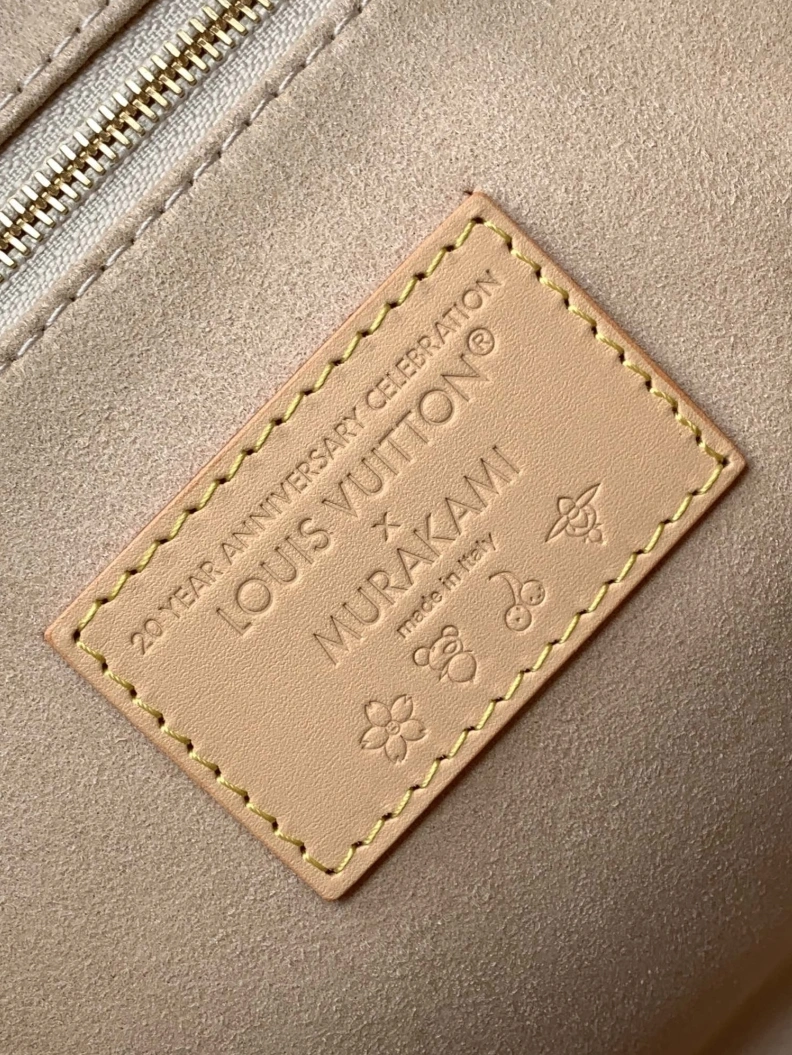 20 YEAR ANNIVERSARY CELEBRATION
LOUIS VUITTON®
x
MURAKAMI
made in Italy